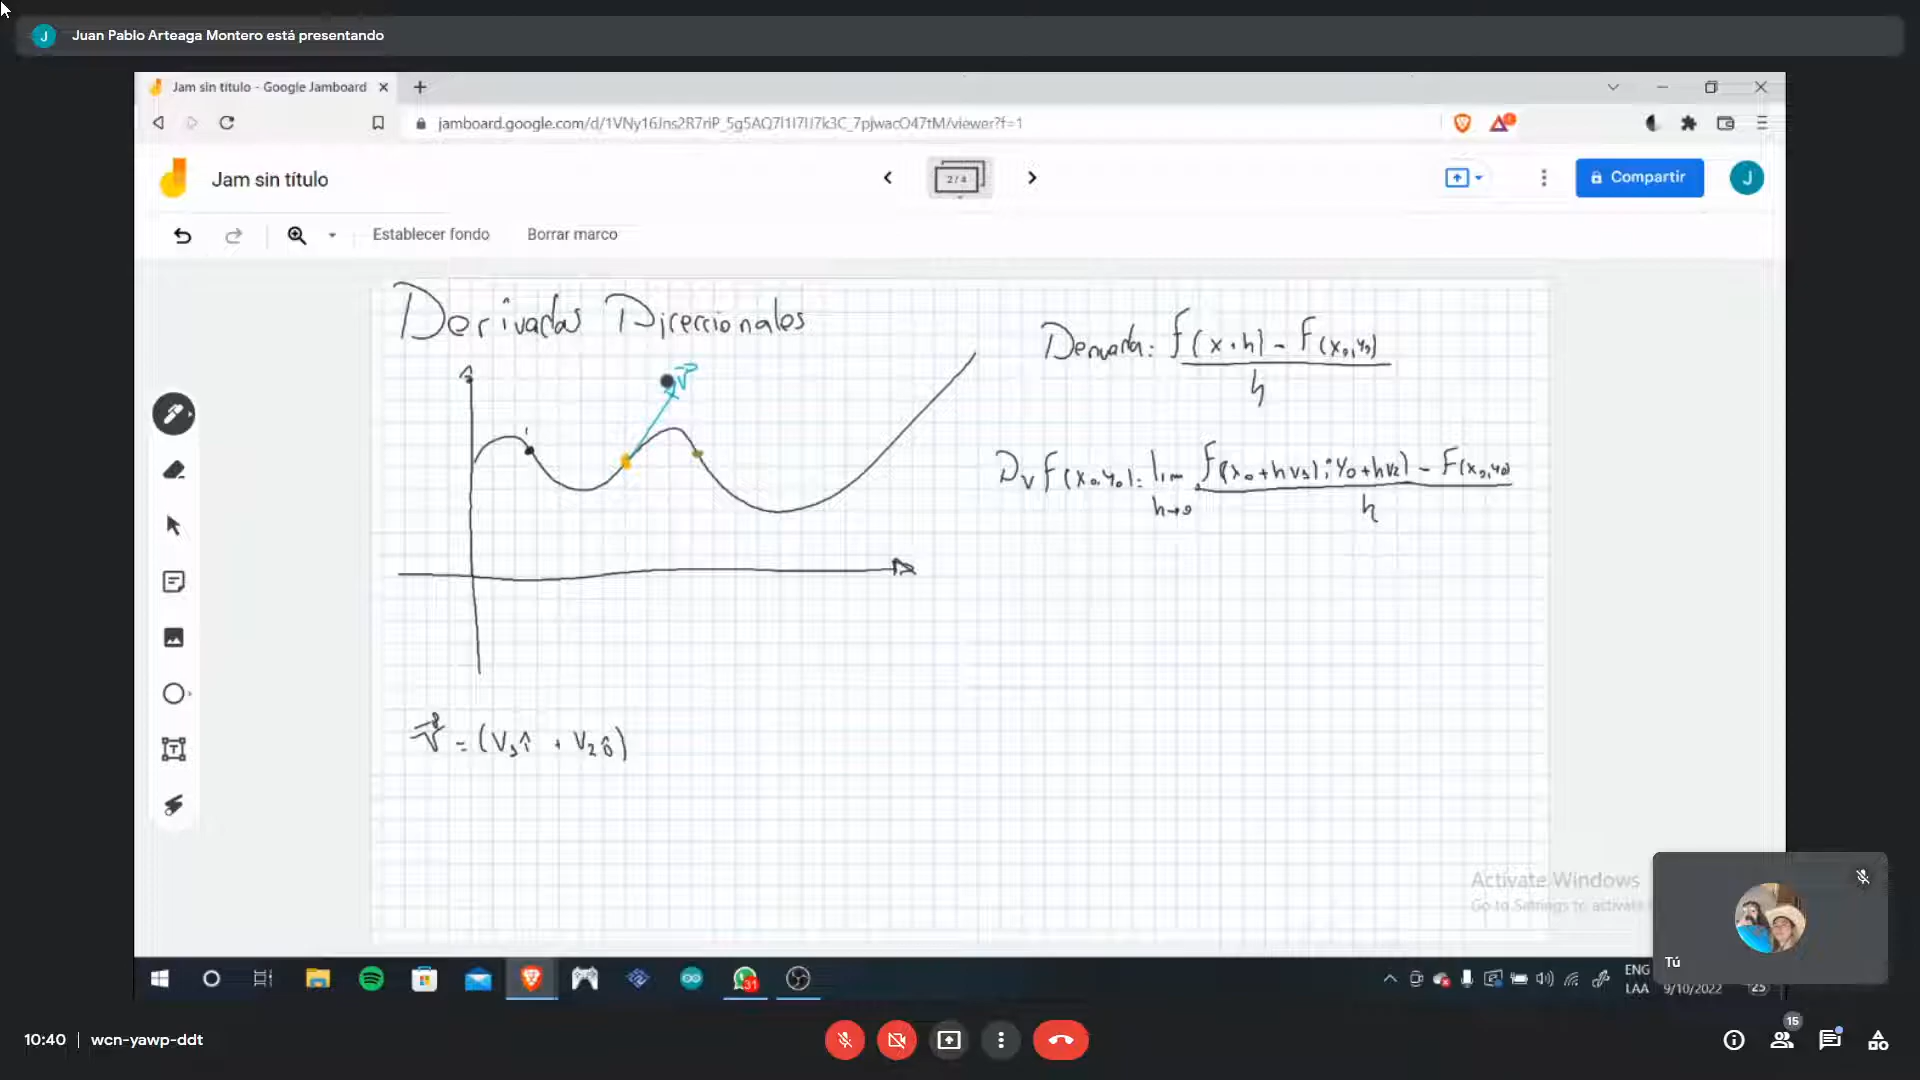 Juan Pablo Arteaga Montero está presentando
Jam sin título - Google Jamboard
jamboard.google.com/d/1VNy16Jns2R7riP_5g5AQ7l1I7U7k3C_7pjwacO47tM/viewer?f=1
Jam sin título
2 / 4
Compartir
J
Establecer fondo
Borrar marco
Derivadas Direccionales
Derivada: f(x+h) - F(x0,y0)
h
v
Dv F(x0,y0): lim f(x0+hv1);y0+hv2) - F(x0,y0)
h→0 h
v = (v1 î + v2 ĵ)
Activate Windows
Go to Settings to activate
Tú
31
ENG
LAA
9/10/2022
25
10:40 | wcn-yawp-ddt
15